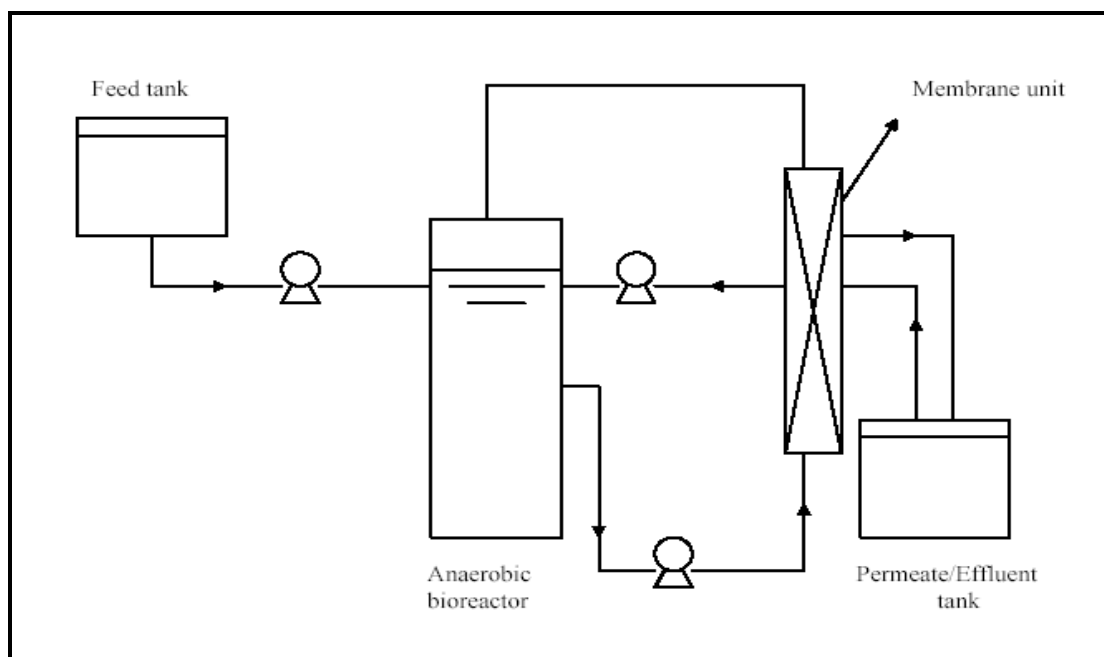 Feed tank
Membrane unit
Anaerobic
bioreactor
Permeate/Effluent
tank